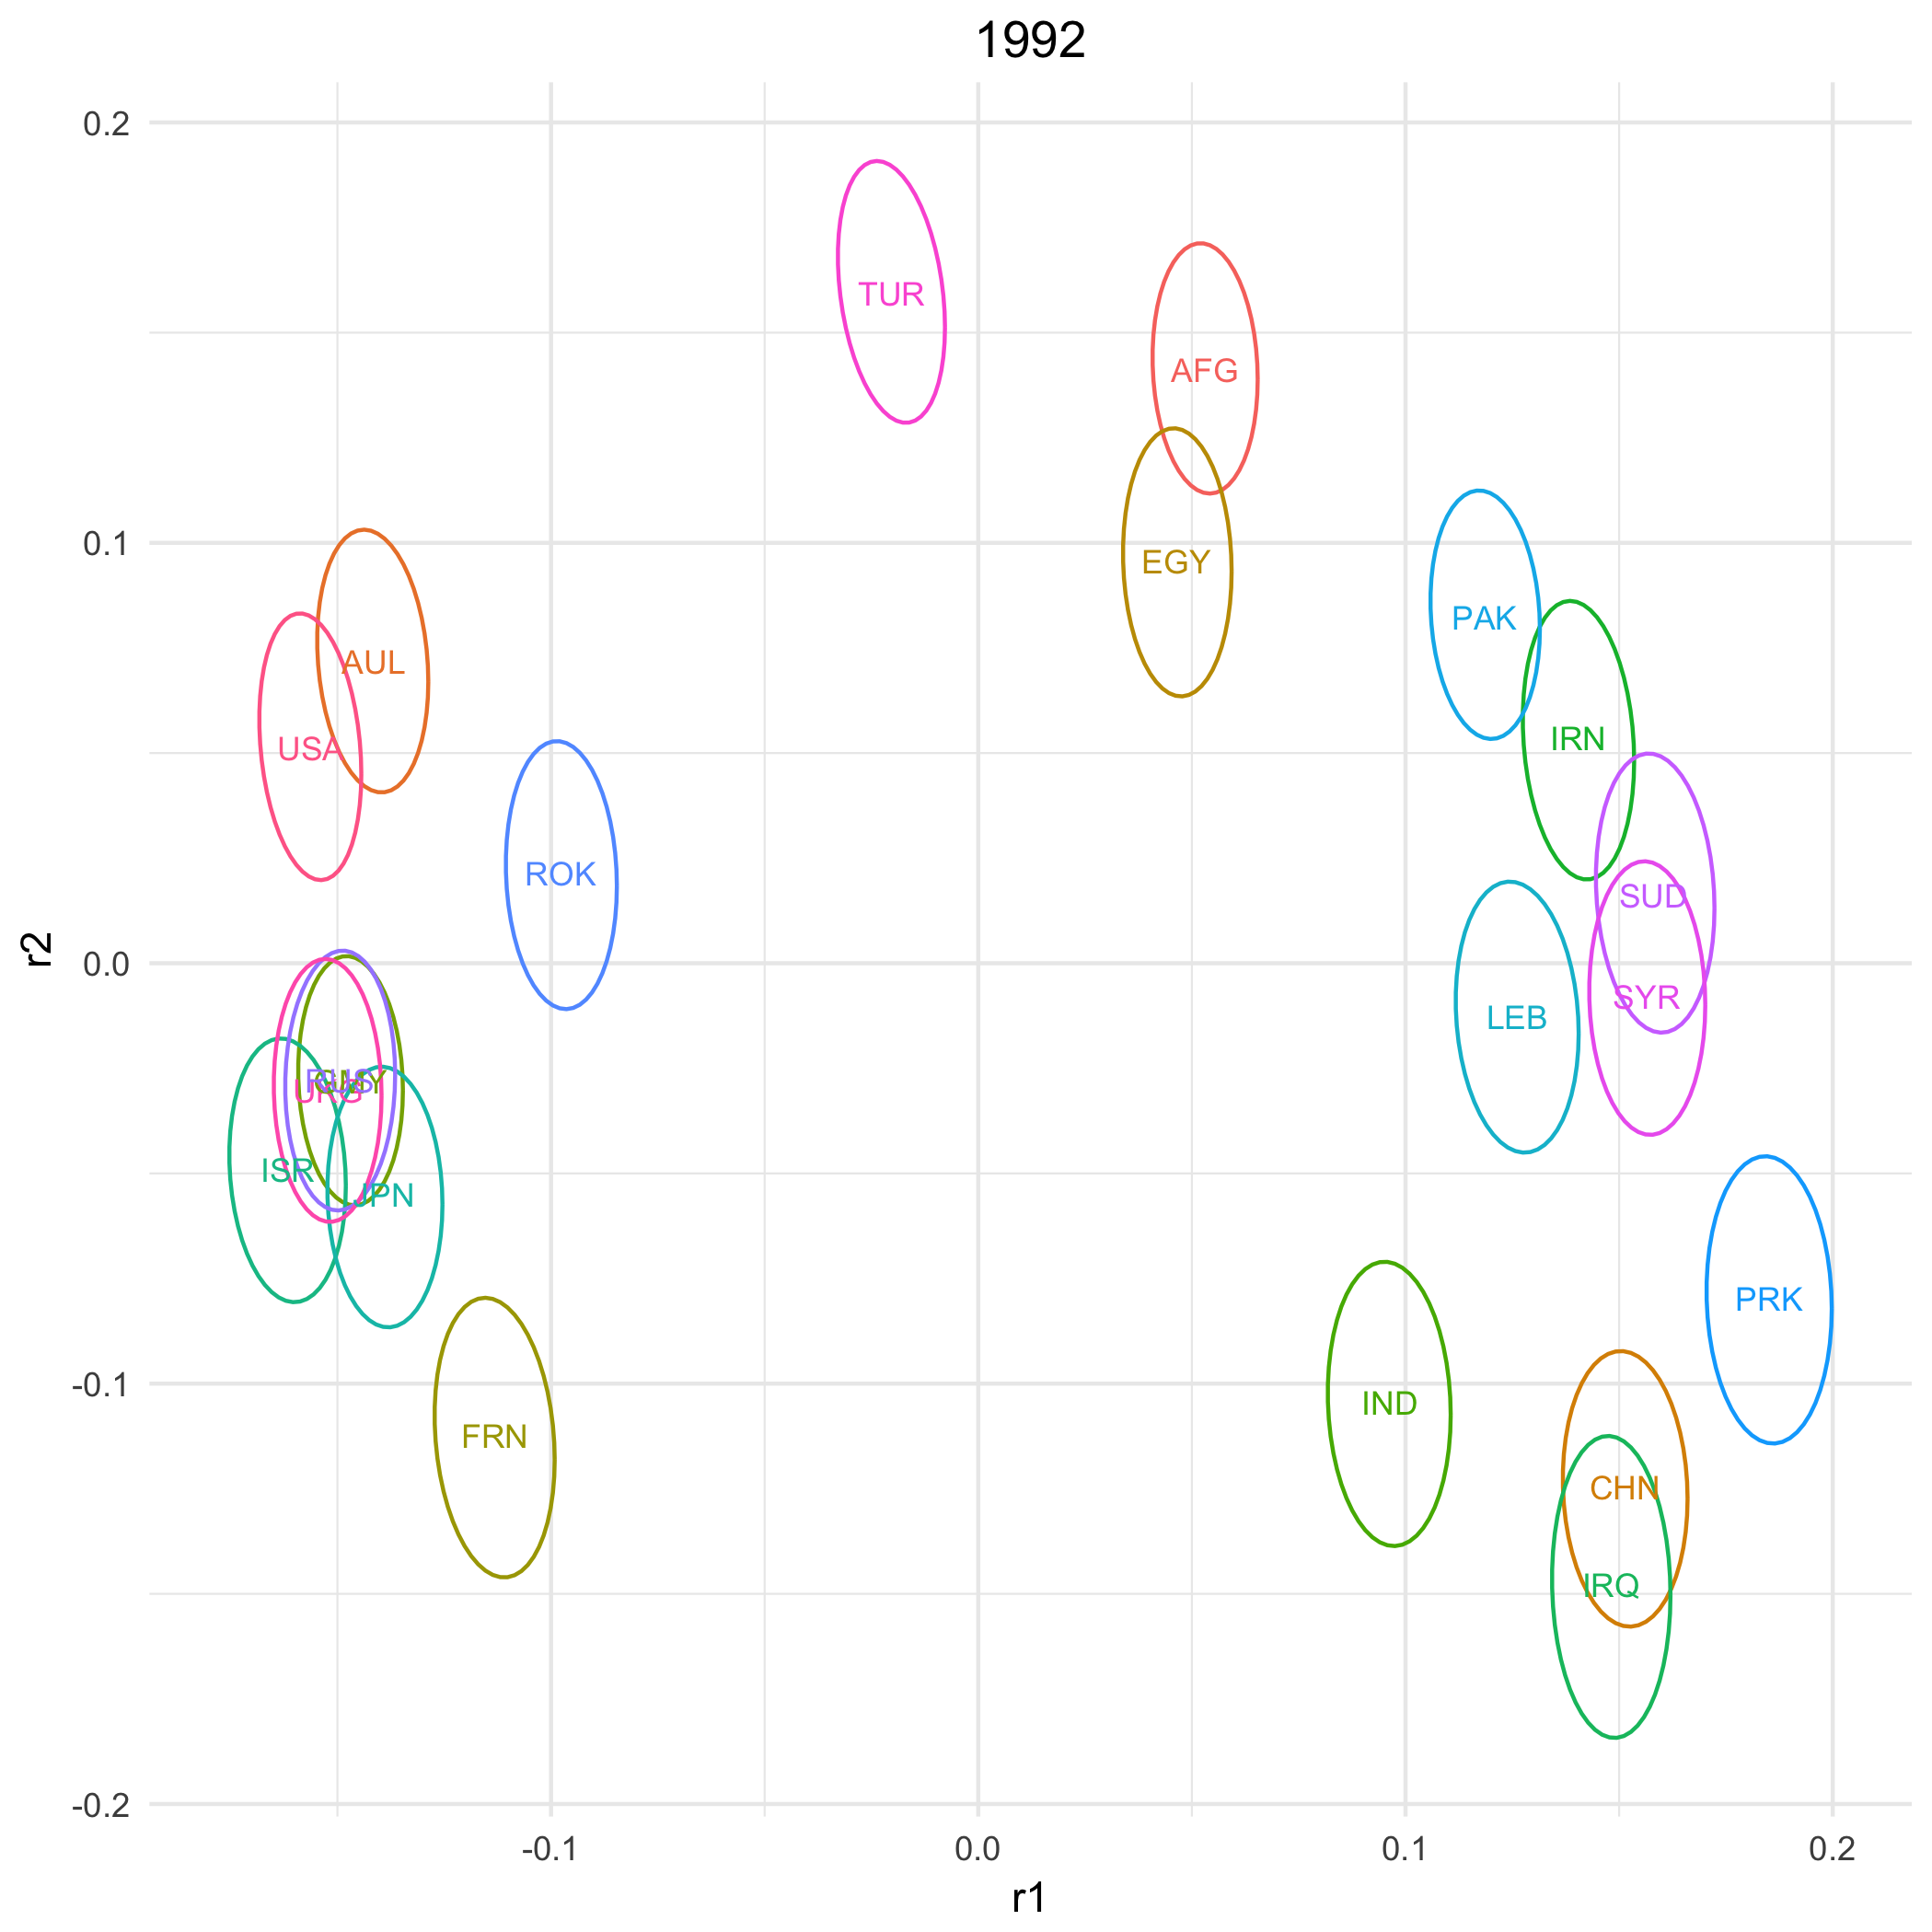 1992
0.2
TUR
AFG
0.1
EGY
PAK
AUL
IRN
USA
ROK
SUD
r2
0.0
SYR
LEB
RUS
UKG
ISR
JPN
PRK
-0.1
IND
FRN
CHN
IRQ
-0.2
-0.1
0.0
0.1
0.2
r1